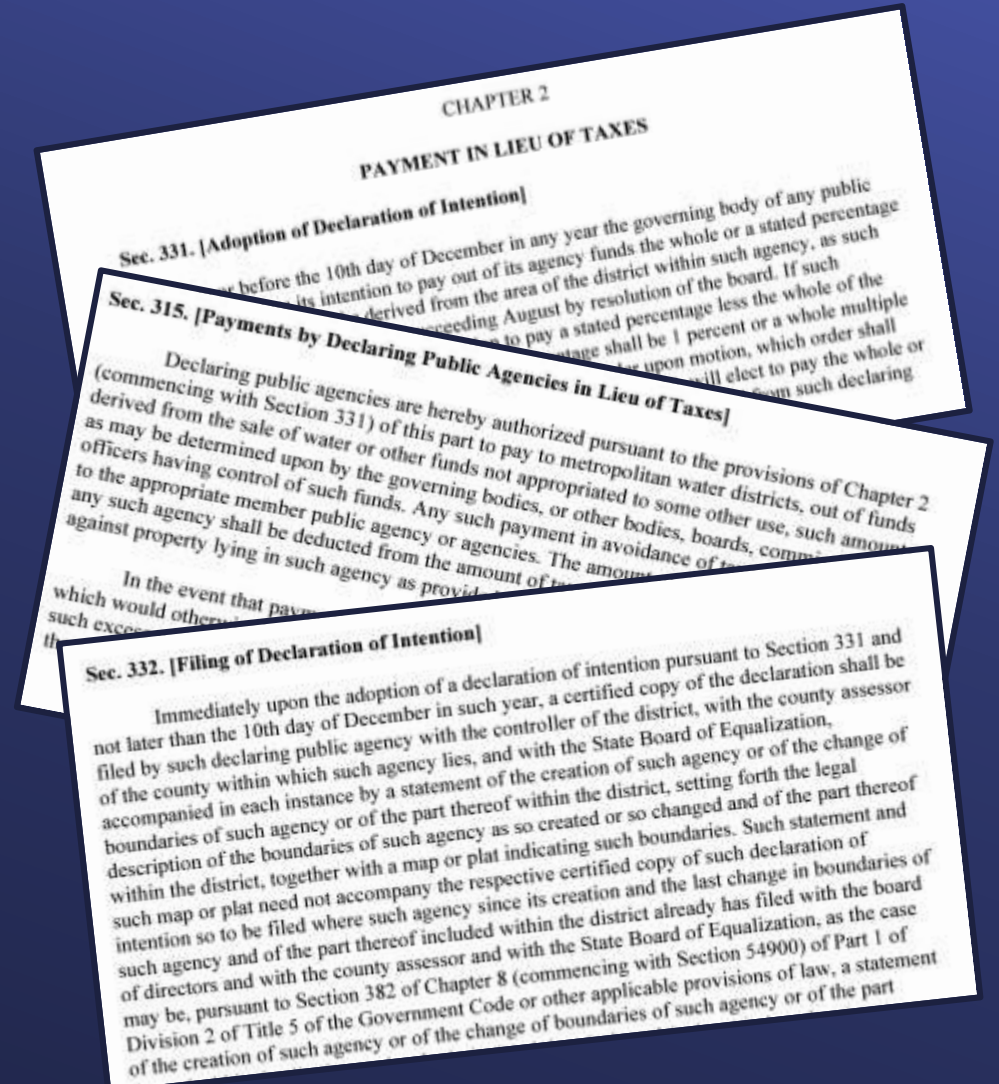 CHAPTER 2
PAYMENT IN LIEU OF TAXES
Sec. 331. [Adoption of Declaration of Intention]
before the 10th day of December in any year the governing body of any public
its intention to pay out of its agency funds the whole or a stated percentage
derived from the area of the district within such agency, as such
August by resolution of the board. If such
to pay a stated percentage less the whole of the
shall be 1 percent or a whole multiple
upon motion, which order shall
will elect to pay the whole or
from such declaring
Sec. 315. [Payments by Declaring Public Agencies in Lieu of Taxes]
Declaring public agencies are hereby authorized pursuant to the provisions of Chapter 2
(commencing with Section 331) of this part to pay to metropolitan water districts, out of funds
derived from the sale of water or other funds not appropriated to some other use, such amount
as may be determined upon by the governing bodies, or other bodies, boards,
officers having control of such funds. Any such payment in avoidance of
to the appropriate member public agency or agencies. The amount
any such agency shall be deducted from the amount of
against property lying in such agency as
In the event that
which would
such
Sec. 332. [Filing of Declaration of Intention]
Immediately upon the adoption of a declaration of intention pursuant to Section 331 and
not later than the 10th day of December in such year, a certified copy of the declaration shall be
filed by such declaring public agency with the controller of the district, with the county assessor
of the county within which such agency lies, and with the State Board of Equalization,
accompanied in each instance by a statement of the creation of such agency or of the change of
boundaries of such agency or of the part thereof within the district, setting forth the legal
description of the boundaries of such agency as so created or so changed and of the part thereof
within the district, together with a map or plat indicating such boundaries. Such statement and
such map or plat need not accompany the respective certified copy of such declaration of
intention so to be filed where such agency since its creation and the last change in boundaries of
such agency and of the part thereof included within the district already has filed with the board
of directors and with the county assessor and with the State Board of Equalization, as the case
may be, pursuant to Section 382 of Chapter 8 (commencing with Section 54900) of Part 1 of
Division 2 of Title 5 of the Government Code or other applicable provisions of law, a statement
of the creation of such agency or of the change of boundaries of such agency or of the part